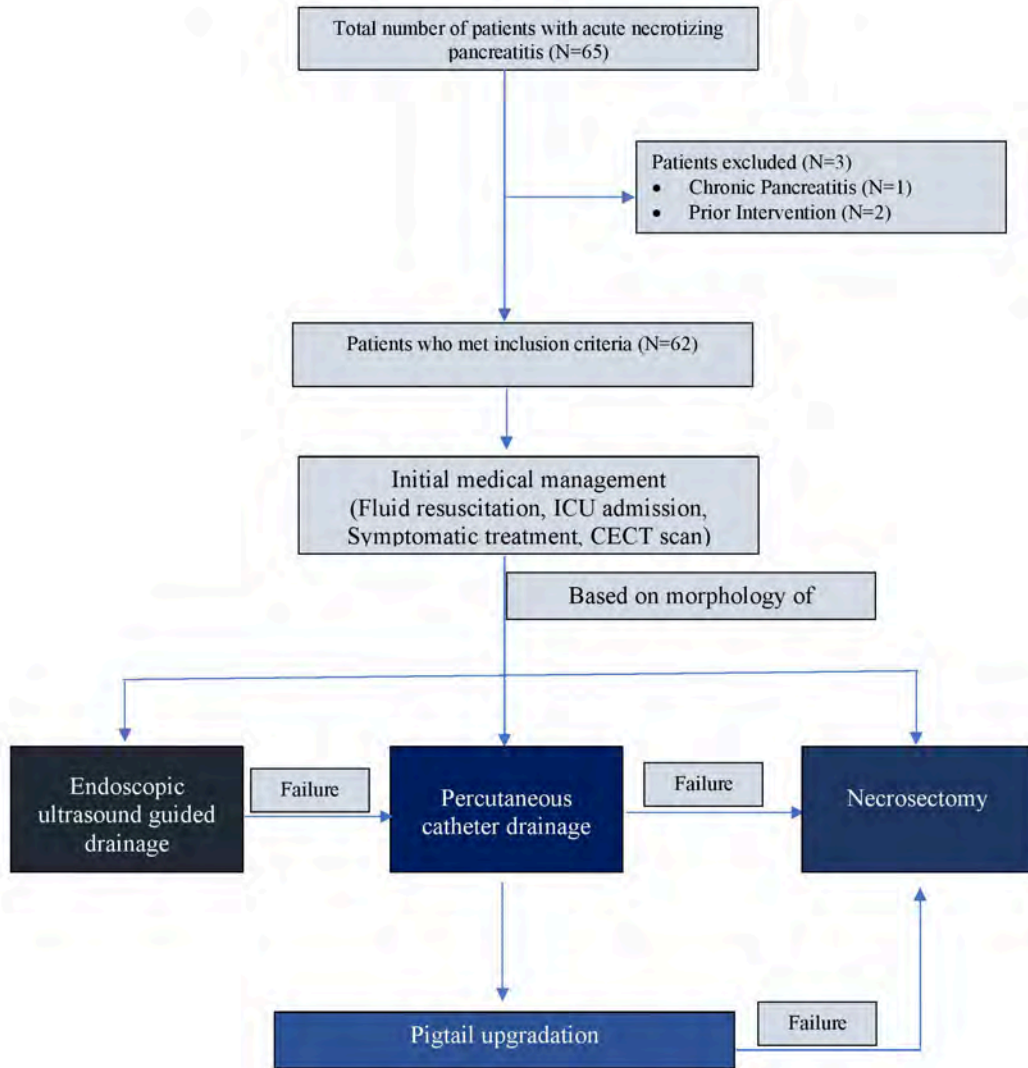 Total number of patients with acute necrotizing
pancreatitis (N=65)
Patients excluded (N=3)
• Chronic Pancreatitis (N=1)
• Prior Intervention (N=2)
Patients who met inclusion criteria (N=62)
Initial medical management
(Fluid resuscitation, ICU admission,
Symptomatic treatment, CECT scan)
Based on morphology of
Endoscopic
ultrasound guided
drainage
Failure
Percutaneous
catheter drainage
Failure
Necrosectomy
Pigtail upgradation
Failure